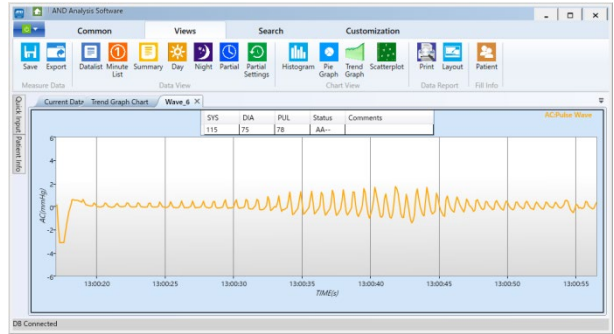 AND Analysis Software
Common Views Search Customization
Save Export Datalist Minute List Summary Day Night Partial Partial Settings Histogram Pie Graph Trend Graph Scatterplot Print Layout Patient
Measure Data Data View Chart View Data Report Fill Info
Quick Input Patient Info
Current Data Trend Graph Chart Wave_6
SYS DIA PUL Status Comments
115 75 78 AA--
AC/Pulse Wave
AC(mmHg)
6
4
2
0
-2
-4
-6
13:00:20 13:00:25 13:00:30 13:00:35 13:00:40 13:00:45 13:00:50 13:00:55
TIME(s)
DB Connected